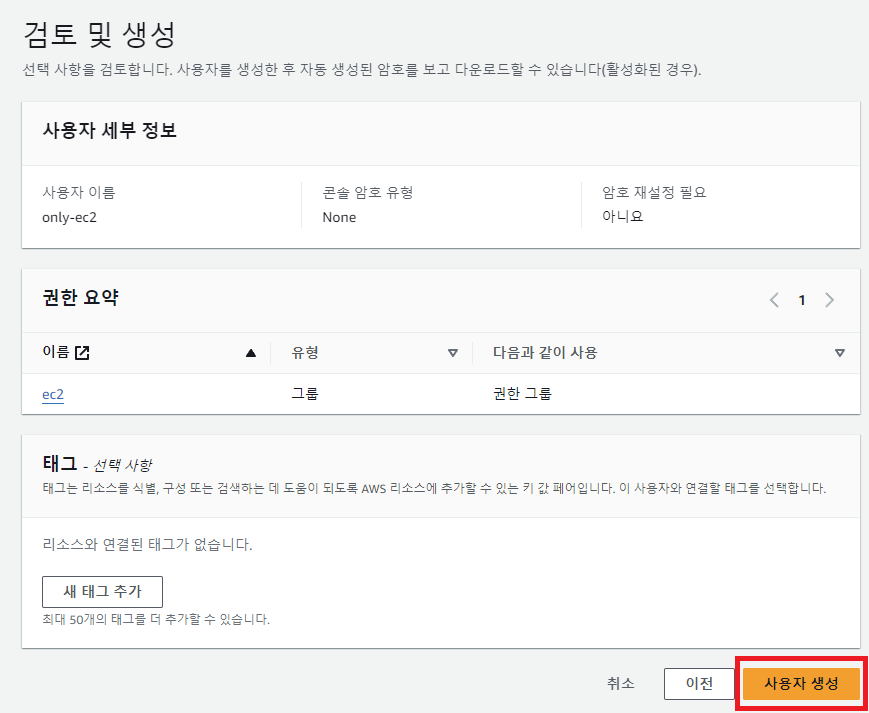 검토 및 생성
선택 사항을 검토합니다. 사용자를 생성한 후 자동 생성된 암호를 보고 다운로드할 수 있습니다(활성화된 경우).
사용자 세부 정보
사용자 이름 콘솔 암호 유형 암호 재설정 필요
only-ec2 None 아니요
권한 요약 1
이름 유형 다음과 같이 사용
ec2 그룹 권한 그룹
태그 - 선택 사항
태그는 리소스를 식별, 구성 또는 검색하는 데 도움이 되도록 AWS 리소스에 추가할 수 있는 키 값 페어입니다. 이 사용자와 연결할 태그를 선택합니다.
리소스와 연결된 태그가 없습니다.
새 태그 추가
최대 50개의 태그를 더 추가할 수 있습니다.
취소 이전 사용자 생성